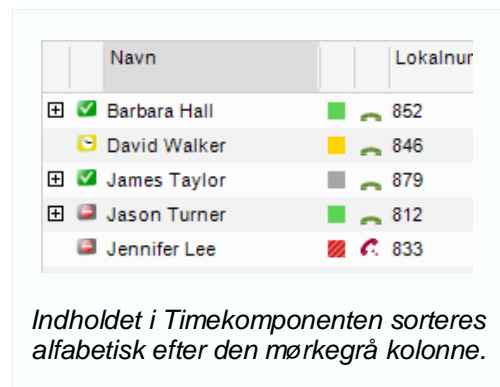 Navn Lokalnur
Barbara Hall 852
David Walker 846
James Taylor 879
Jason Turner 812
Jennifer Lee 833
Indholdet i Timekomponenten sorteres
alfabetisk efter den mørkegrå kolonne.